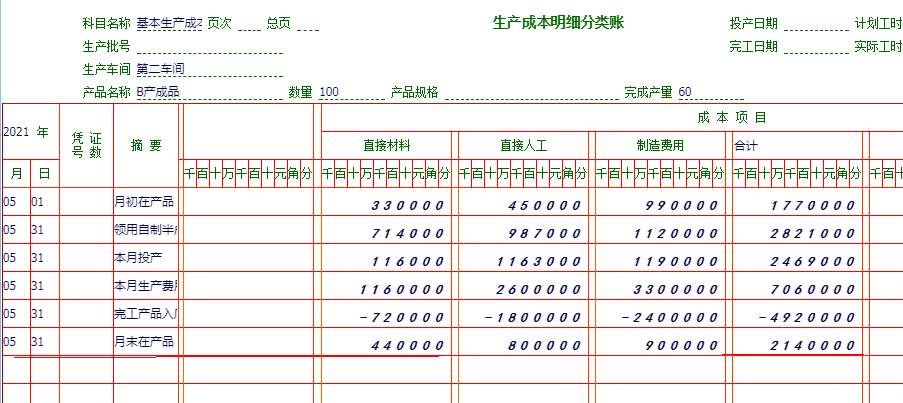 生产成本明细分类账
科目名称 基本生产成 页次 总页 投产日期 计划工时
生产批号 完工日期 实际工时
生产车间 第二车间
产品名称 B产成品 数量 100 产品规格 完成产量 60
成 本 项 目
2021 年 凭 证 号 数 摘 要 直接材料 直接人工 制造费用 合计
月 日 千百十万千百十元角分 千百十万千百十元角分 千百十万千百十元角分 千百十万千百十元角分 千百十万千百十元角分 千百十
05 01 月初在产品 330000 450000 990000 1770000
05 31 领用自制半 714000 987000 1120000 2821000
05 31 本月投产 116000 1163000 1190000 2469000
05 31 本月生产费 1160000 2600000 3300000 7060000
05 31 完工产品入 -720000 -1800000 -2400000 -4920000
05 31 月末在产品 440000 800000 900000 2140000